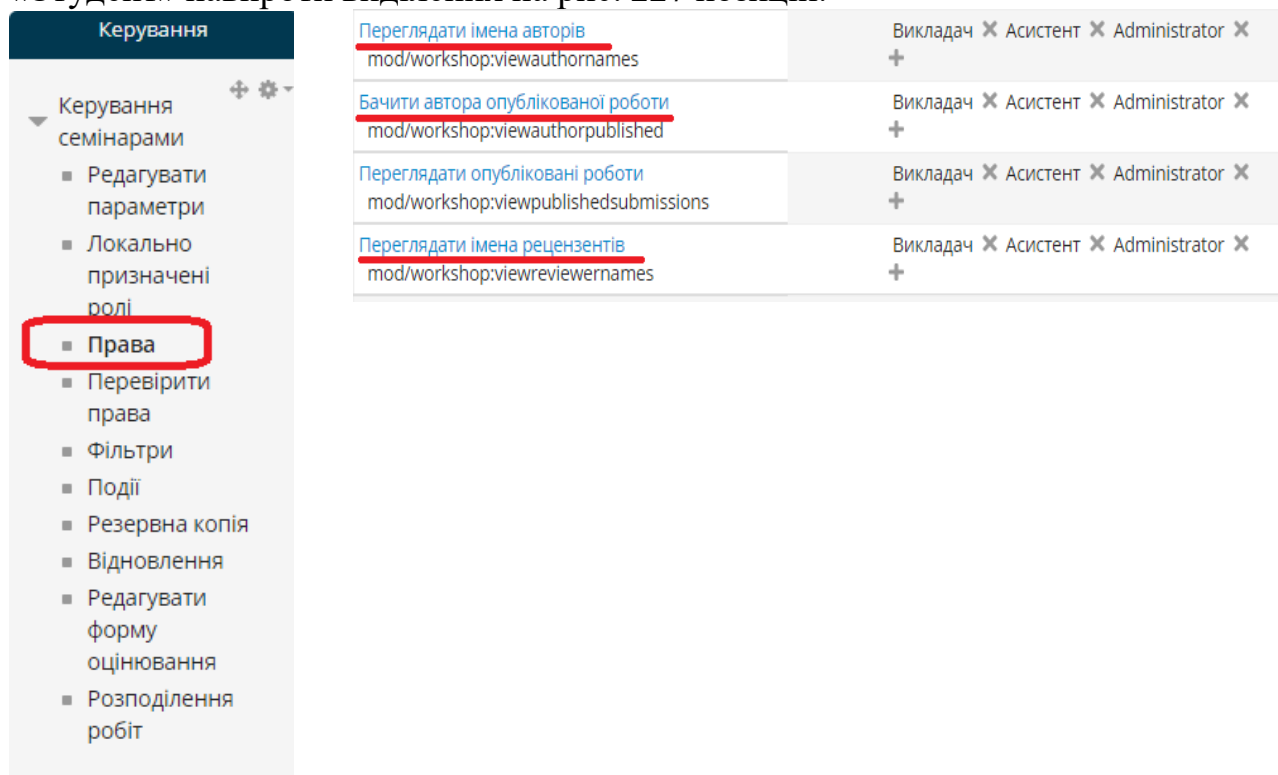 Керування
Керування
семінарами
Редагувати
параметри
Локально
призначені
ролі
Права
Перевірити
права
Фільтри
Події
Резервна копія
Відновлення
Редагувати
форму
оцінювання
Розподілення
робіт
Переглядати імена авторів Викладач ✕ Асистент ✕ Administrator ✕
mod/workshop:viewauthornames +
Бачити автора опублікованої роботи Викладач ✕ Асистент ✕ Administrator ✕
mod/workshop:viewauthorpublished +
Переглядати опубліковані роботи Викладач ✕ Асистент ✕ Administrator ✕
mod/workshop:viewpublishedsubmissions +
Переглядати імена рецензентів Викладач ✕ Асистент ✕ Administrator ✕
mod/workshop:viewreviewernames +